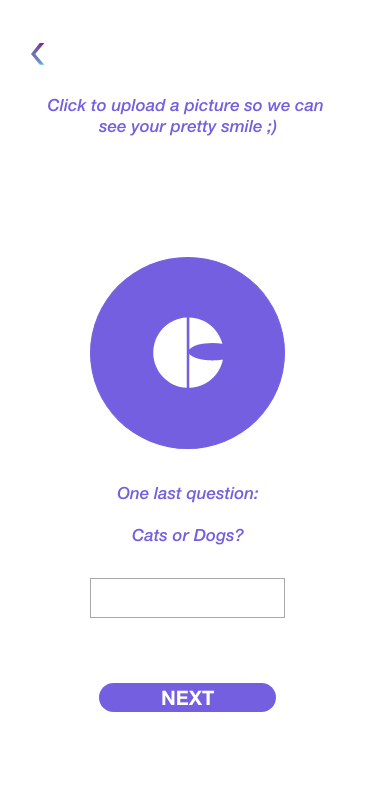 Click to upload a picture so we can
see your pretty smile ;)
One last question:
Cats or Dogs?
NEXT